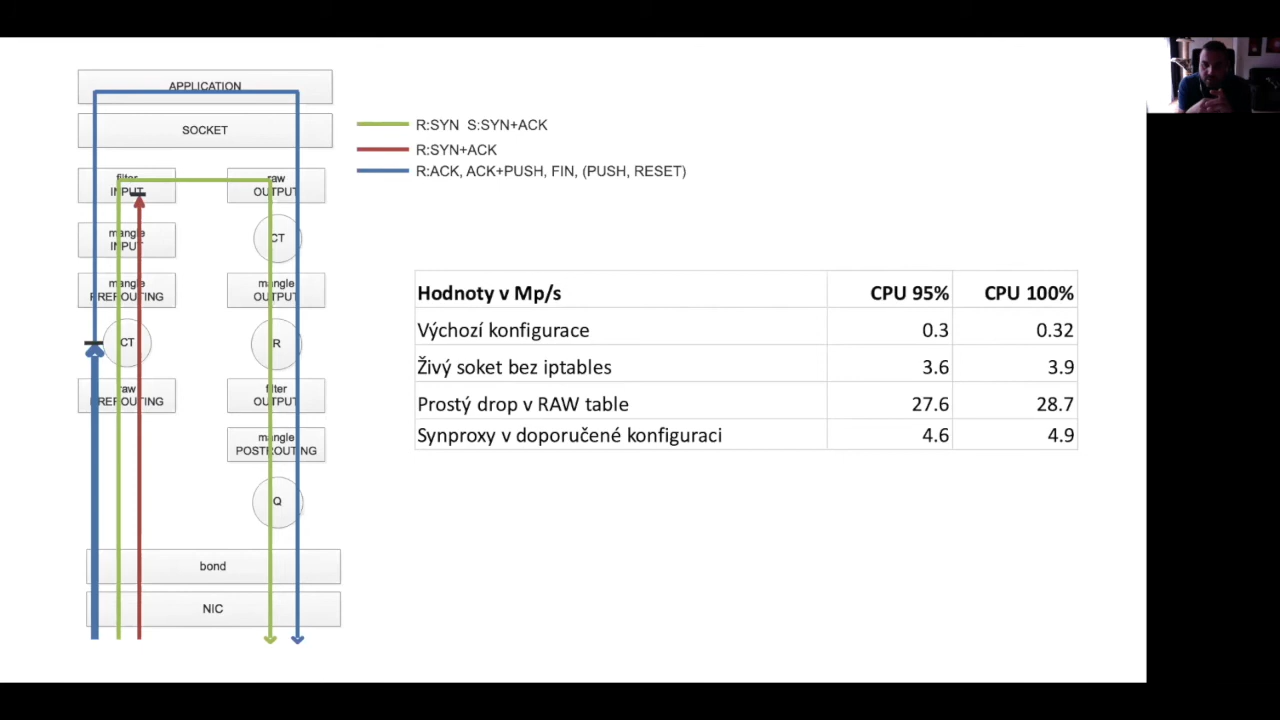 APPLICATION
SOCKET
filter
INPUT
raw
OUTPUT
mangle
INPUT
CT
mangle
PREROUTING
mangle
OUTPUT
CT
R
raw
PREROUTING
filter
OUTPUT
mangle
POSTROUTING
Q
bond
NIC
R:SYN S:SYN+ACK
R:SYN+ACK
R:ACK, ACK+PUSH, FIN, (PUSH, RESET)
Hodnoty v Mp/s CPU 95% CPU 100%
Výchozí konfigurace 0.3 0.32
Živý soket bez iptables 3.6 3.9
Prostý drop v RAW table 27.6 28.7
Synproxy v doporučené konfiguraci 4.6 4.9